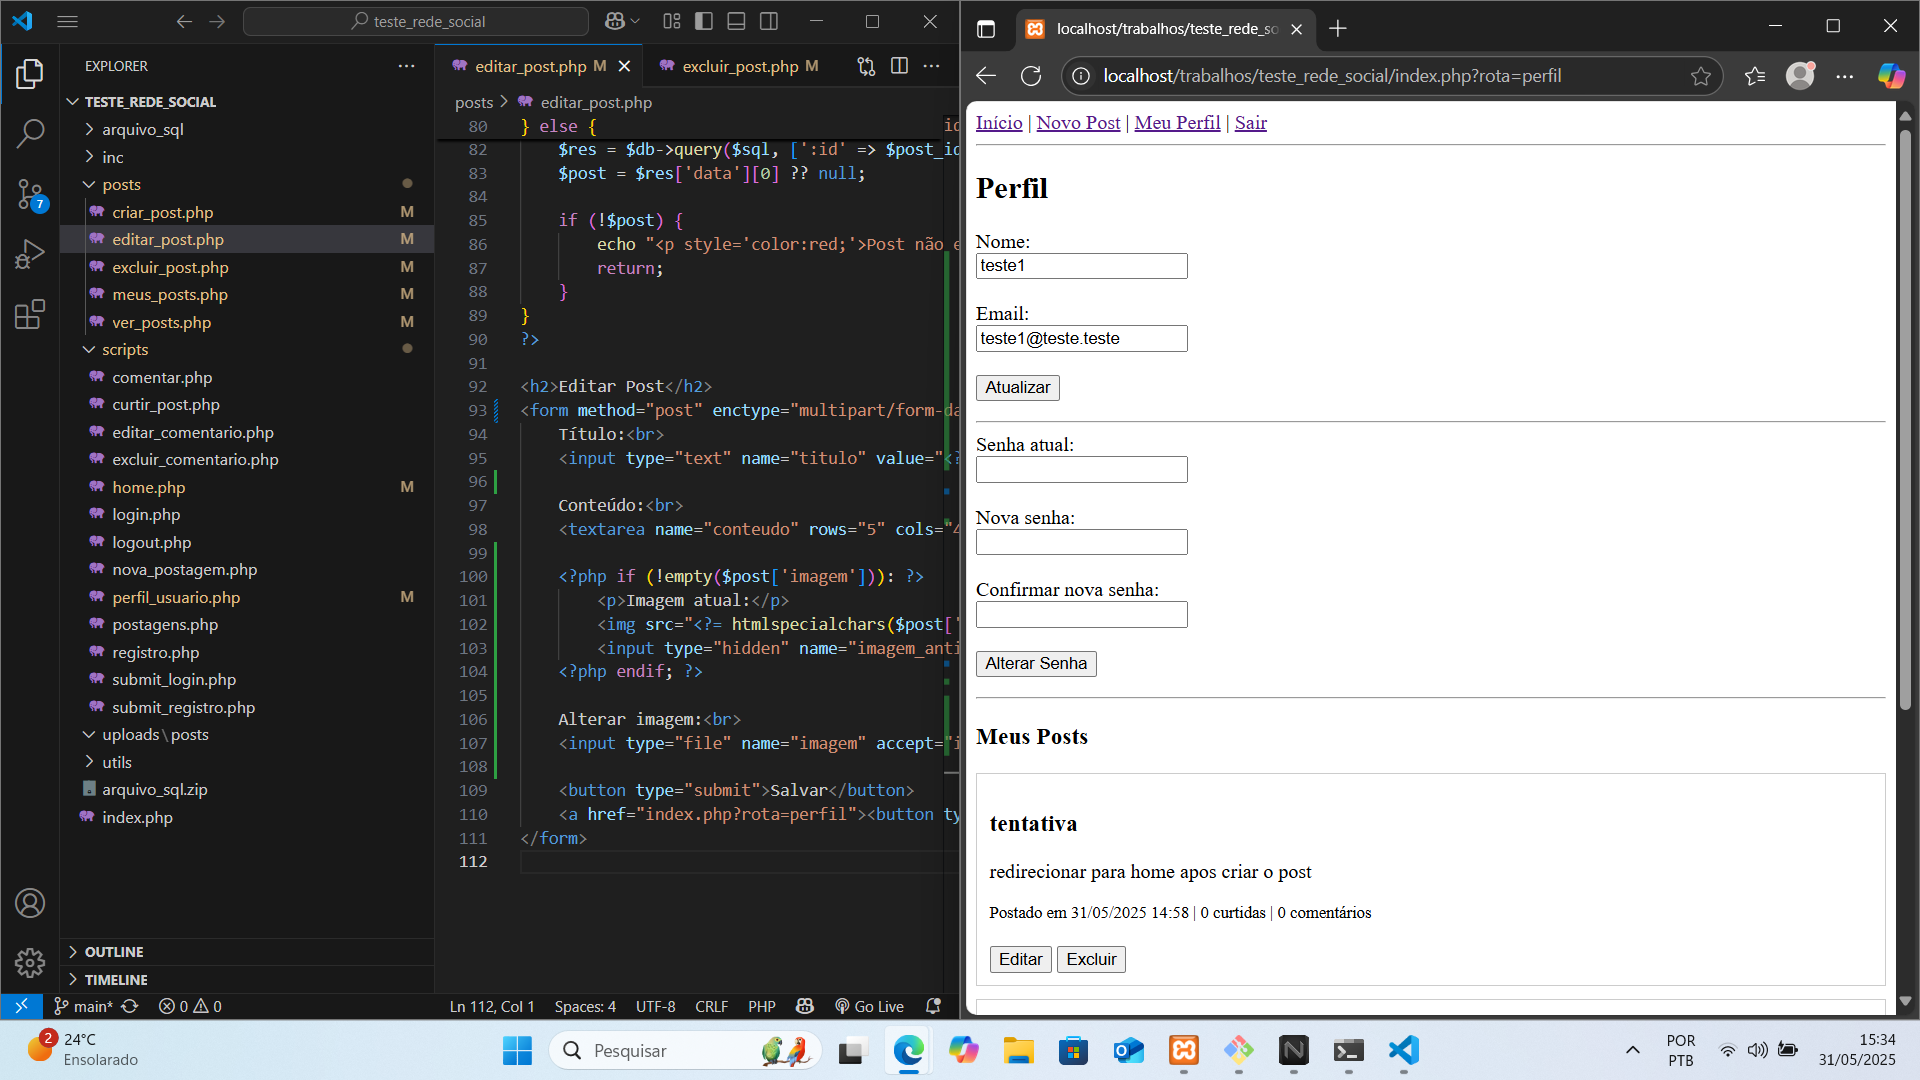 teste_rede_social
EXPLORER
TESTE_REDE_SOCIAL
arquivo_sql
inc
posts
criar_post.php M
editar_post.php M
excluir_post.php M
meus_posts.php M
ver_posts.php M
scripts
comentar.php
curtir_post.php
editar_comentario.php
excluir_comentario.php
home.php M
login.php
logout.php
nova_postagem.php
perfil_usuario.php M
postagens.php
registro.php
submit_login.php
submit_registro.php
uploads\posts
utils
arquivo_sql.zip
index.php
OUTLINE
TIMELINE
7
editar_post.php M
excluir_post.php M
posts > editar_post.php
80 } else {
82 $res = $db->query($sql, [':id' => $post_id
83 $post = $res['data'][0] ?? null;
84
85 if (!$post) {
86 echo "<p style='color:red;'>Post não e
87 return;
88 }
89 }
90 ?>
91
92 <h2>Editar Post</h2>
93 <form method="post" enctype="multipart/form-da
94 Título:<br>
95 <input type="text" name="titulo" value="<?
96
97 Conteúdo:<br>
98 <textarea name="conteudo" rows="5" cols="4
99
100 <?php if (!empty($post['imagem'])): ?>
101 <p>Imagem atual:</p>
102 <img src="<?= htmlspecialchars($post['
103 <input type="hidden" name="imagem_anti
104 <?php endif; ?>
105
106 Alterar imagem:<br>
107 <input type="file" name="imagem" accept="i
108
109 <button type="submit">Salvar</button>
110 <a href="index.php?rota=perfil"><button ty
111 </form>
112
main* 0 0 Ln 112, Col 1 Spaces: 4 UTF-8 CRLF PHP Go Live
localhost/trabalhos/teste_rede_so
localhost/trabalhos/teste_rede_social/index.php?rota=perfil
Início | Novo Post | Meu Perfil | Sair
Perfil
Nome:
teste1
Email:
teste1@teste.teste
Atualizar
Senha atual:
Nova senha:
Confirmar nova senha:
Alterar Senha
Meus Posts
tentativa
redirecionar para home apos criar o post
Postado em 31/05/2025 14:58 | 0 curtidas | 0 comentários
Editar Excluir
2
24°C
Ensolarado
Pesquisar
POR
PTB
15:34
31/05/2025